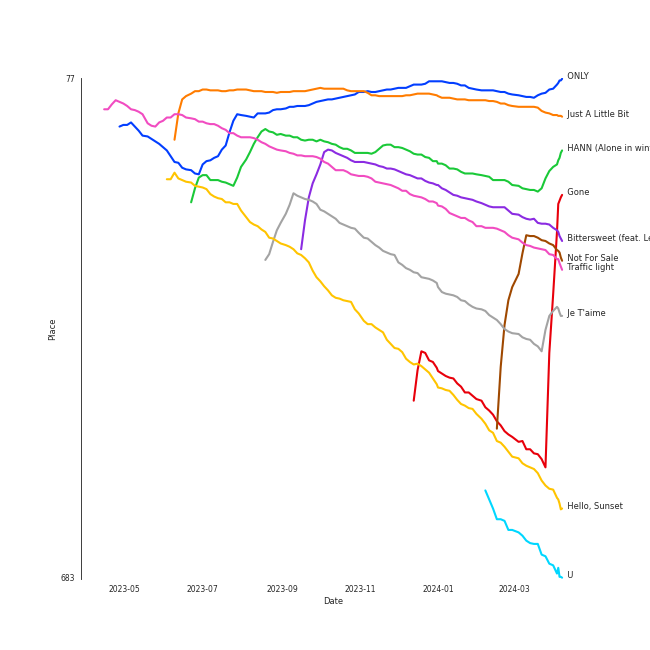 77
ONLY
Just A Little Bit
HANN (Alone in win
Gone
Bittersweet (feat. Le
Not For Sale
Traffic light
Je T'aime
Place
Hello, Sunset
683
U
2023-05
2023-07
2023-09
2023-11
2024-01
2024-03
Date